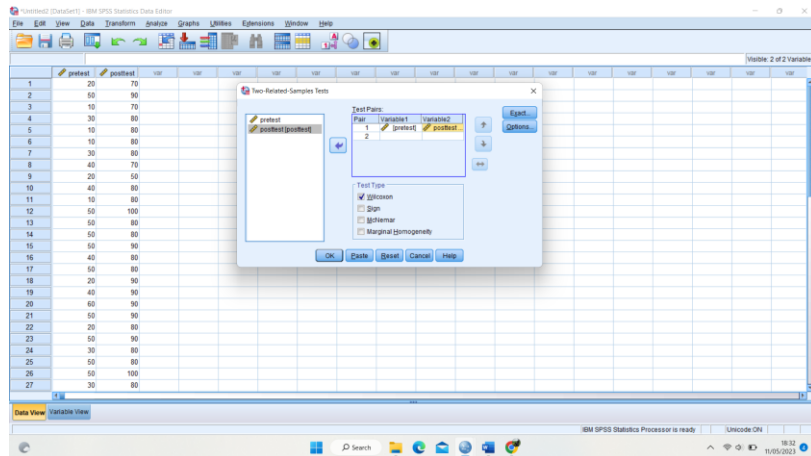 *Untitled2 [DataSet1] - IBM SPSS Statistics Data Editor
File Edit View Data Transform Analyze Graphs Utilities Extensions Window Help
Visible: 2 of 2 Variable
pretest posttest var var var var var var var var var var var var var var var
1 20 70
2 50 90
3 10 70
4 30 80
5 10 80
6 10 80
7 30 80
8 40 70
9 20 50
10 40 80
11 10 80
12 50 100
13 50 80
14 50 80
15 50 90
16 40 80
17 50 80
18 20 90
19 40 90
20 60 90
21 50 90
22 20 80
23 50 90
24 30 80
25 50 80
26 50 100
27 30 80
Two-Related-Samples Tests
pretest
posttest [posttest]
Test Pairs:
Pair Variable1 Variable2
1 [pretest] posttest ...
2
Exact...
Options...
Test Type
Wilcoxon
Sign
McNemar
Marginal Homogeneity
OK Paste Reset Cancel Help
Data View Variable View
IBM SPSS Statistics Processor is ready Unicode:ON
Search
18:32
11/05/2023